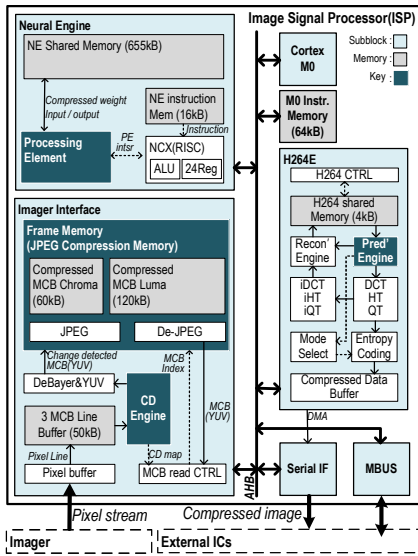 Image Signal Processor(ISP)
Neural Engine
NE Shared Memory (655kB)
Compressed weight
Input / output
NE instruction
Mem (16kB)
Instruction
Processing
Element
PE
intsr
NCX(RISC)
ALU
24Reg
Cortex
M0
M0 Instr.
Memory
(64kB)
Subblock :
Memory :
Key :
Imager Interface
Frame Memory
(JPEG Compression Memory)
Compressed
MCB Chroma
(60kB)
Compressed
MCB Luma
(120kB)
JPEG
De-JPEG
Change detected
MCB(YUV)
MCB
Index
MCB
(YUV)
DeBayer&YUV
CD
Engine
3 MCB Line
Buffer (50kB)
Pixel Line
CD map
Pixel buffer
MCB read CTRL
H264E
H264 CTRL
H264 shared
Memory (4kB)
Recon'
Engine
Pred'
Engine
iDCT
iHT
iQT
DCT
HT
QT
Mode
Select
Entropy
Coding
Compressed Data
Buffer
DMA
AHB
Serial IF
MBUS
Pixel stream
Compressed image
Imager
External ICs